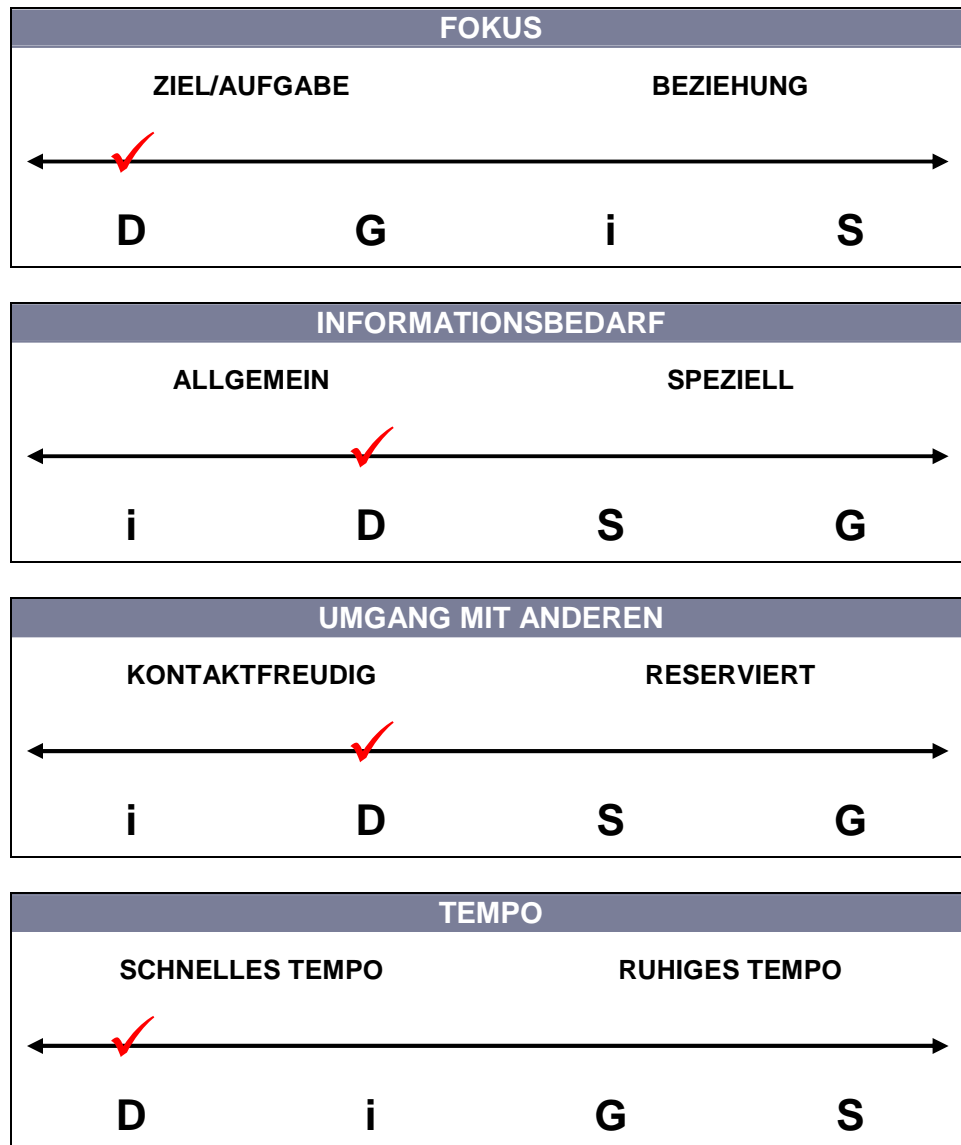 FOKUS
ZIEL/AUFGABE BEZIEHUNG
D G i S
INFORMATIONSBEDARF
ALLGEMEIN SPEZIELL
i D S G
UMGANG MIT ANDEREN
KONTAKTFREUDIG RESERVIERT
i D S G
TEMPO
SCHNELLES TEMPO RUHIGES TEMPO
D i G S